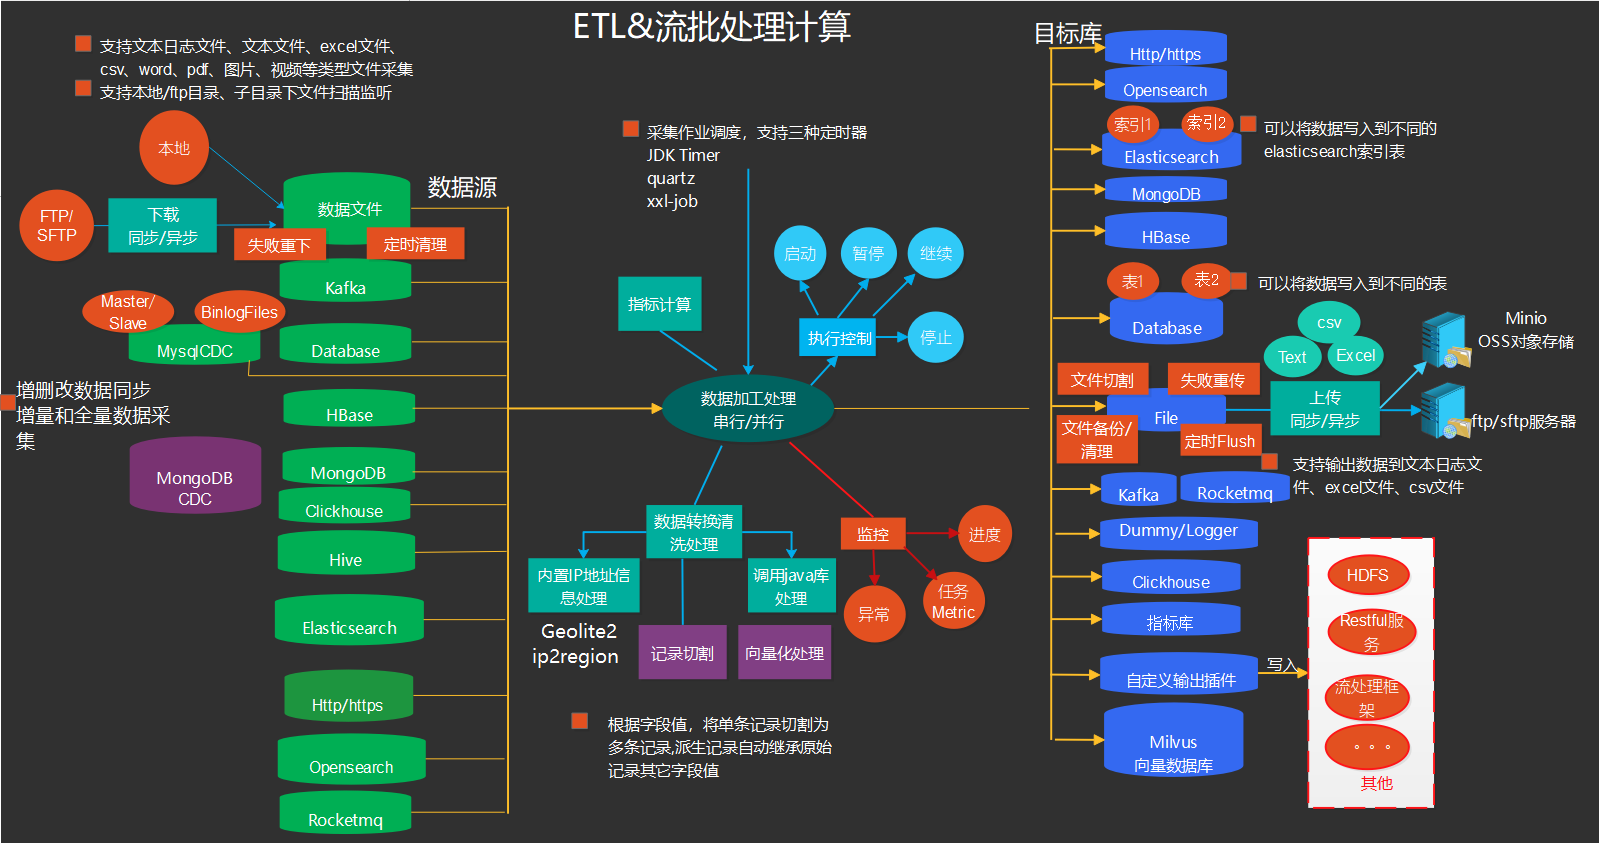 ETL&流批处理计算
支持文本日志文件、文本文件、excel文件、
csv、word、pdf、图片、视频等类型文件采集
支持本地/ftp目录、子目录下文件扫描监听
本地
FTP/
SFTP
下载
同步/异步
数据源
数据文件
失败重下
定时清理
Kafka
Master/
Slave
BinlogFiles
MysqlCDC
Database
增删改数据同步
增量和全量数据采
集
HBase
MongoDB
CDC
MongoDB
Clickhouse
Hive
Elasticsearch
Http/https
Opensearch
Rocketmq
采集作业调度，支持三种定时器
JDK Timer
quartz
xxl-job
指标计算
启动
暂停
继续
执行控制
停止
数据加工处理
串行/并行
数据转换清
洗处理
内置IP地址信
息处理
调用java库
处理
Geolite2
ip2region
记录切割
向量化处理
监控
进度
异常
任务
Metric
根据字段值，将单条记录切割为
多条记录,派生记录自动继承原始
记录其它字段值
目标库
Http/https
Opensearch
索引1
索引2
Elasticsearch
可以将数据写入到不同的
elasticsearch索引表
MongoDB
HBase
表1
表2
可以将数据写入到不同的表
Database
csv
Text
Excel
Minio
OSS对象存储
文件切割
失败重传
File
上传
同步/异步
文件备份/
清理
定时Flush
ftp/sftp服务器
支持输出数据到文本日志文
件、excel文件、csv文件
Kafka
Rocketmq
Dummy/Logger
Clickhouse
指标库
自定义输出插件
写入
Milvus
向量数据库
HDFS
Restful服
务
流处理框
架
。。。
其他